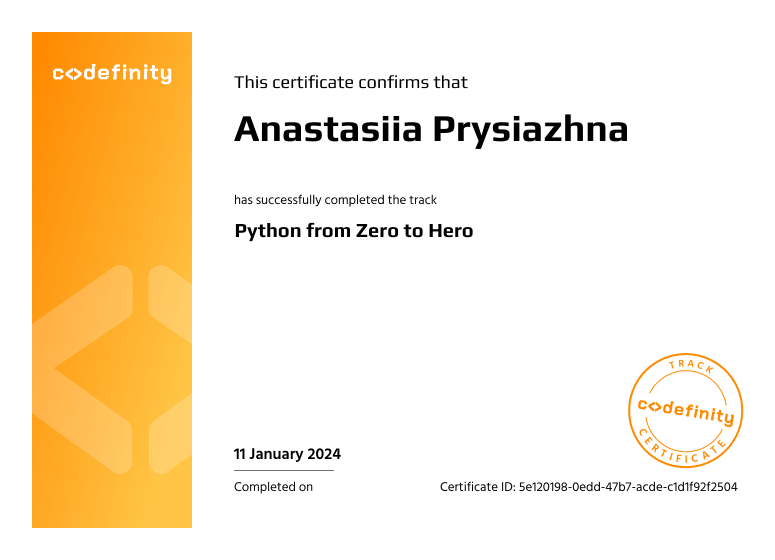 c<>definity
This certificate confirms that
Anastasiia Prysiazhna
has successfully completed the track
Python from Zero to Hero
TRACK
c<>definity
CERTIFICATE
11 January 2024
Completed on
Certificate ID: 5e120198-0edd-47b7-acde-c1d1f92f2504